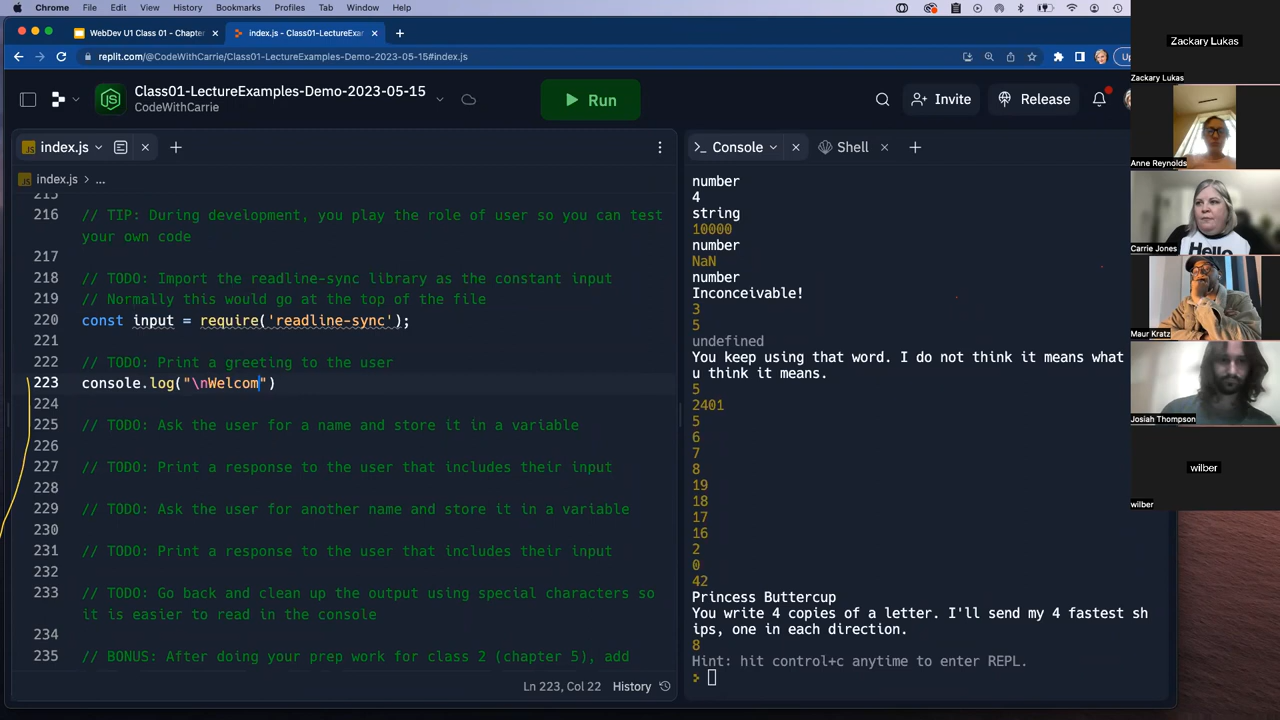 Chrome File Edit View History Bookmarks Profiles Tab Window Help
WebDev U1 Class 01 - Chapte
index.js - Class01-LectureExam
replit.com/@CodeWithCarrie/Class01-LectureExamples-Demo-2023-05-15#index.js
Up
Class01-LectureExamples-Demo-2023-05-15
CodeWithCarrie
Run
Invite
Release
JS index.js
Console
Shell
JS index.js > ...
215
216 // TIP: During development, you play the role of user so you can test
your own code
217
218 // TODO: Import the readline-sync library as the constant input
219 // Normally this would go at the top of the file
220 const input = require('readline-sync');
221
222 // TODO: Print a greeting to the user
223 console.log("\nWelcom")
224
225 // TODO: Ask the user for a name and store it in a variable
226
227 // TODO: Print a response to the user that includes their input
228
229 // TODO: Ask the user for another name and store it in a variable
230
231 // TODO: Print a response to the user that includes their input
232
233 // TODO: Go back and clean up the output using special characters so
it is easier to read in the console
234
235 // BONUS: After doing your prep work for class 2 (chapter 5), add
Ln 223, Col 22 History
number
4
string
10000
number
NaN
number
Inconceivable!
3
5
undefined
You keep using that word. I do not think it means what
u think it means.
5
2401
5
6
7
8
19
18
17
16
2
0
42
Princess Buttercup
You write 4 copies of a letter. I'll send my 4 fastest sh
ips, one in each direction.
8
Hint: hit control+c anytime to enter REPL.
>
Zackary Lukas
Zackary Lukas
Anne Reynolds
Hello
Carrie Jones
Maur Kratz
Josiah Thompson
wilber
wilber